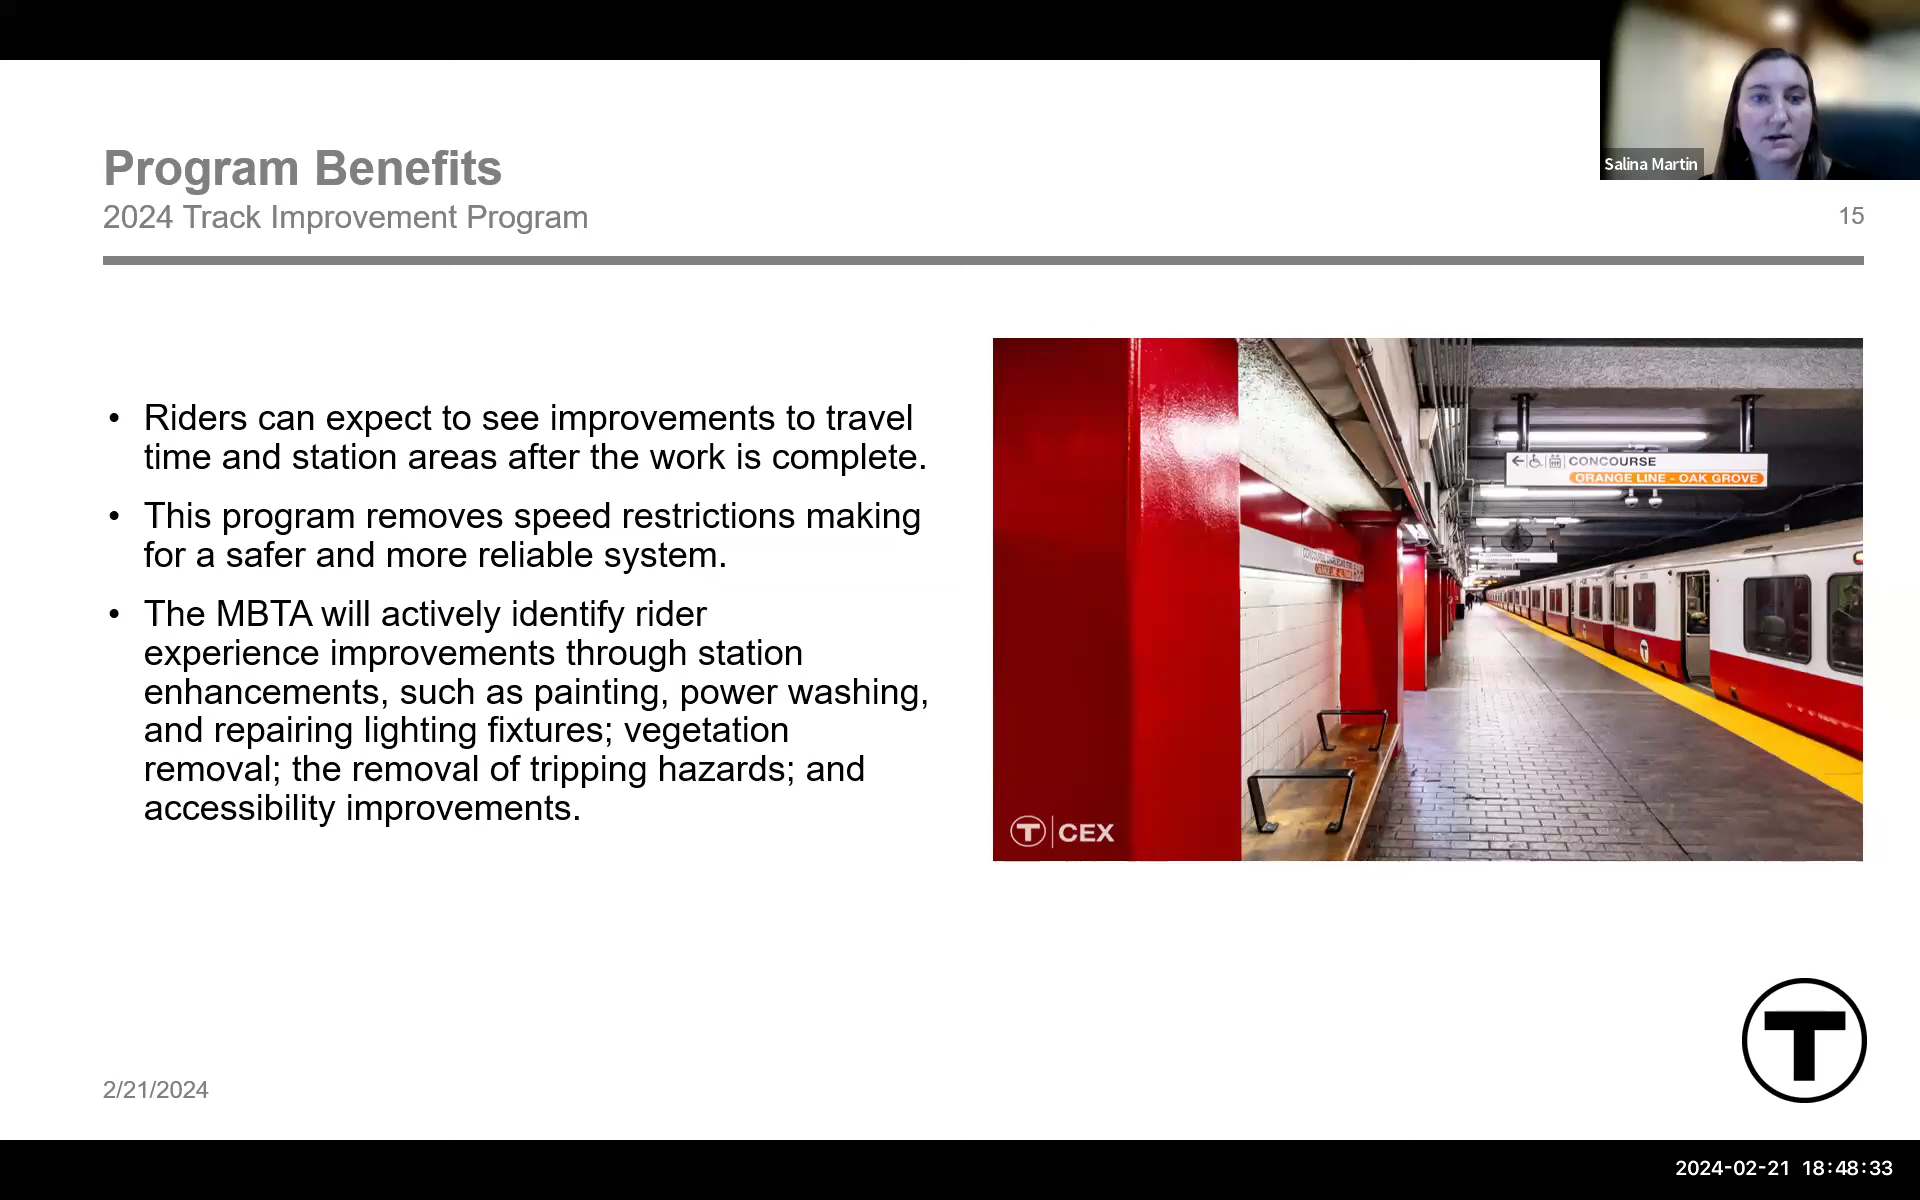 Salina Martin
Program Benefits
2024 Track Improvement Program
15
• Riders can expect to see improvements to travel
time and station areas after the work is complete.
• This program removes speed restrictions making
for a safer and more reliable system.
• The MBTA will actively identify rider
experience improvements through station
enhancements, such as painting, power washing,
and repairing lighting fixtures; vegetation
removal; the removal of tripping hazards; and
accessibility improvements.
← CONCOURSE
ORANGE LINE - OAK GROVE
T
T | CEX
2/21/2024
T
2024-02-21 18:48:33